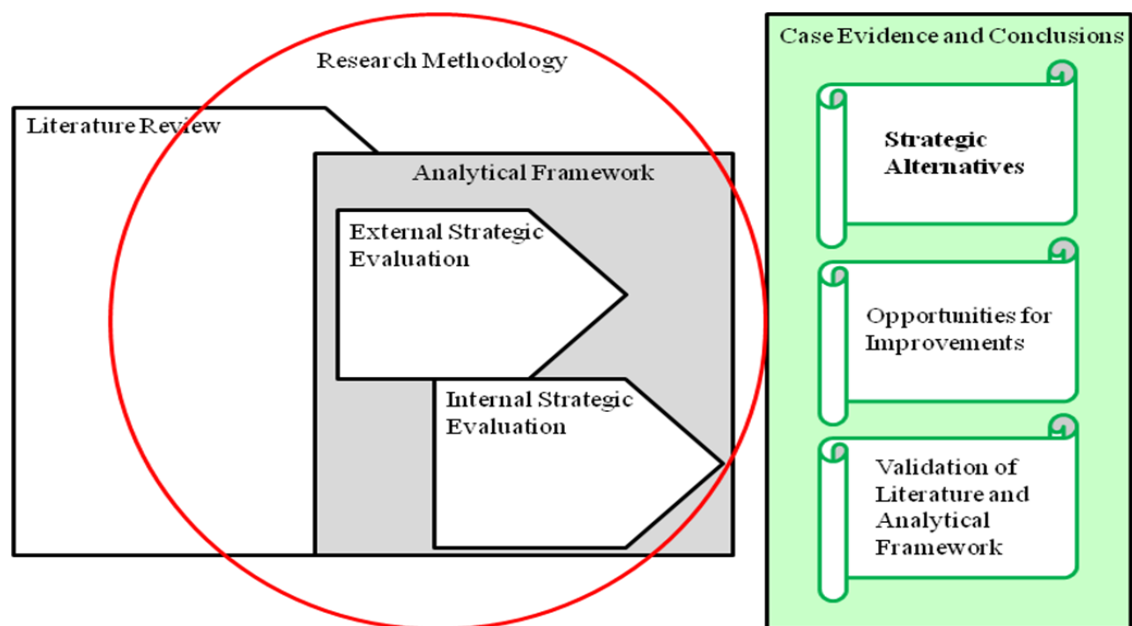 Research Methodology
Literature Review
Analytical Framework
External Strategic
Evaluation
Internal Strategic
Evaluation
Case Evidence and Conclusions
Strategic
Alternatives
Opportunities for
Improvements
Validation of
Literature and
Analytical
Framework